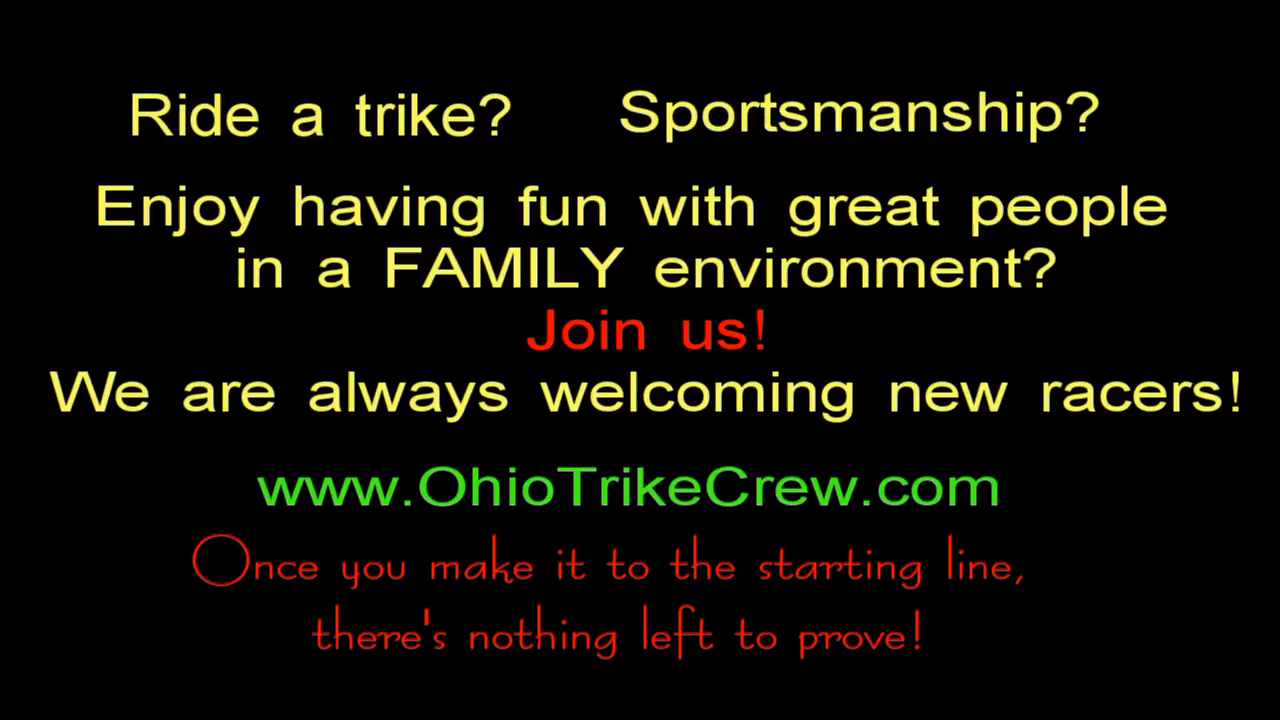 Ride a trike? Sportsmanship?
Enjoy having fun with great people
in a FAMILY environment?
Join us!
We are always welcoming new racers!
www.OhioTrikeCrew.com
Once you make it to the starting line,
there's nothing left to prove!